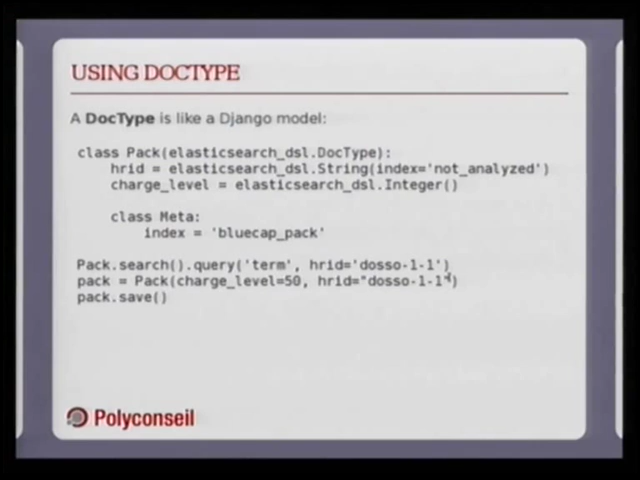 USING DOCTYPE
A DocType is like a Django model:
class Pack(elasticsearch_dsl.DocType):
    hrid = elasticsearch_dsl.String(index='not_analyzed')
    charge_level = elasticsearch_dsl.Integer()
    class Meta:
        index = 'bluecap_pack'
Pack.search().query('term', hrid='dosso-1-1')
pack = Pack(charge_level=50, hrid="dosso-1-1")
pack.save()
Polyconseil